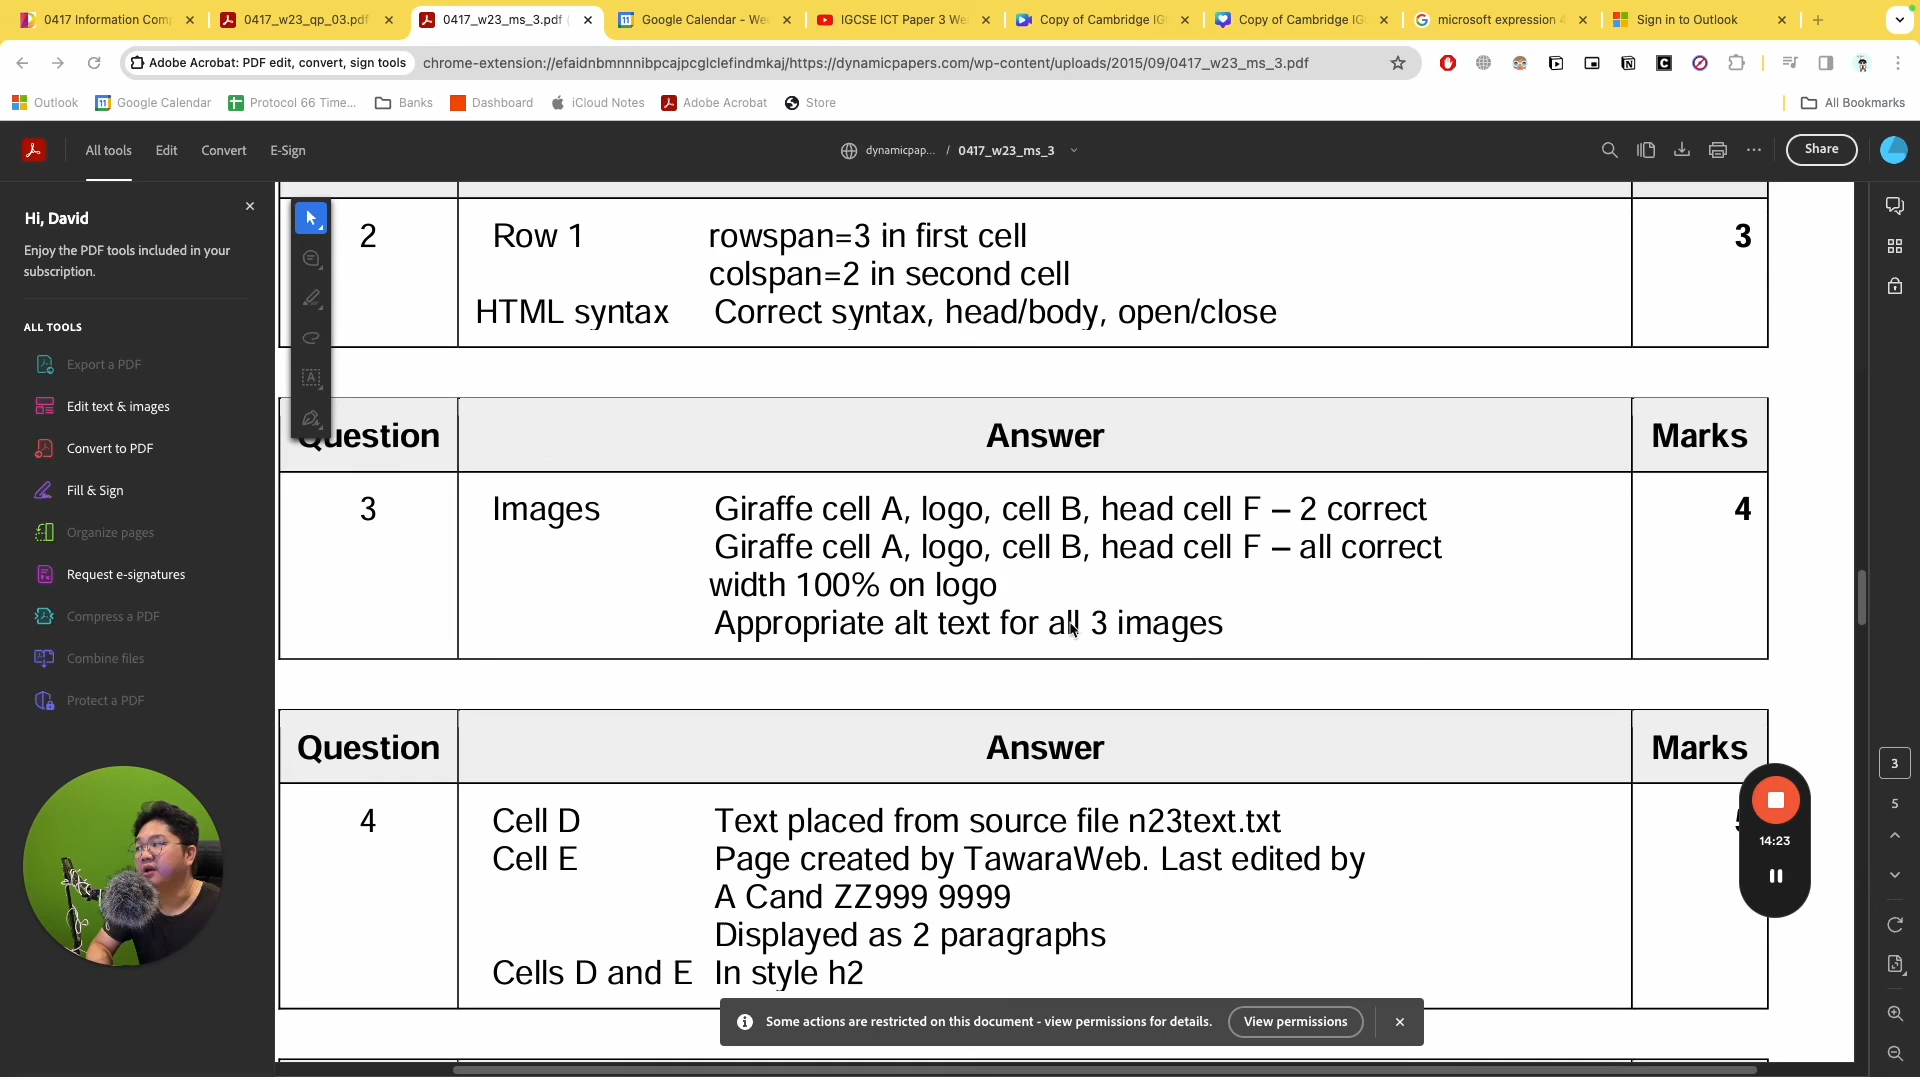 0417 Information Com
0417_w23_qp_03.pdf
0417_w23_ms_3.pdf (
Google Calendar - We
IGCSE ICT Paper 3 We
Copy of Cambridge IG
Copy of Cambridge IG
microsoft expression 4
Sign in to Outlook
Adobe Acrobat: PDF edit, convert, sign tools
chrome-extension://efaidnbmnnnibpcajpcglclefindmkaj/https://dynamicpapers.com/wp-content/uploads/2015/09/0417_w23_ms_3.pdf
Outlook
Google Calendar
Protocol 66 Time...
Banks
Dashboard
iCloud Notes
Adobe Acrobat
Store
All Bookmarks
All tools
Edit
Convert
E-Sign
dynamicpap... / 0417_w23_ms_3
Share
Hi, David
Enjoy the PDF tools included in your
subscription.
ALL TOOLS
Export a PDF
Edit text & images
Convert to PDF
Fill & Sign
Organize pages
Request e-signatures
Compress a PDF
Combine files
Protect a PDF
2 Row 1 rowspan=3 in first cell 3
colspan=2 in second cell
HTML syntax Correct syntax, head/body, open/close
Question Answer Marks
3 Images Giraffe cell A, logo, cell B, head cell F – 2 correct 4
Giraffe cell A, logo, cell B, head cell F – all correct
width 100% on logo
Appropriate alt text for all 3 images
Question Answer Marks
4 Cell D Text placed from source file n23text.txt
Cell E Page created by TawaraWeb. Last edited by
A Cand ZZ999 9999
Displayed as 2 paragraphs
Cells D and E In style h2
14:23
3
5
Some actions are restricted on this document - view permissions for details.
View permissions